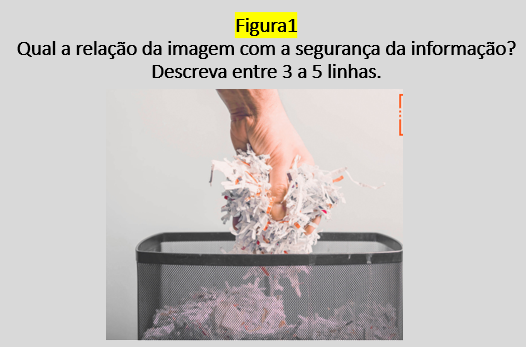 Figura1
Qual a relação da imagem com a segurança da informação?
Descreva entre 3 a 5 linhas.